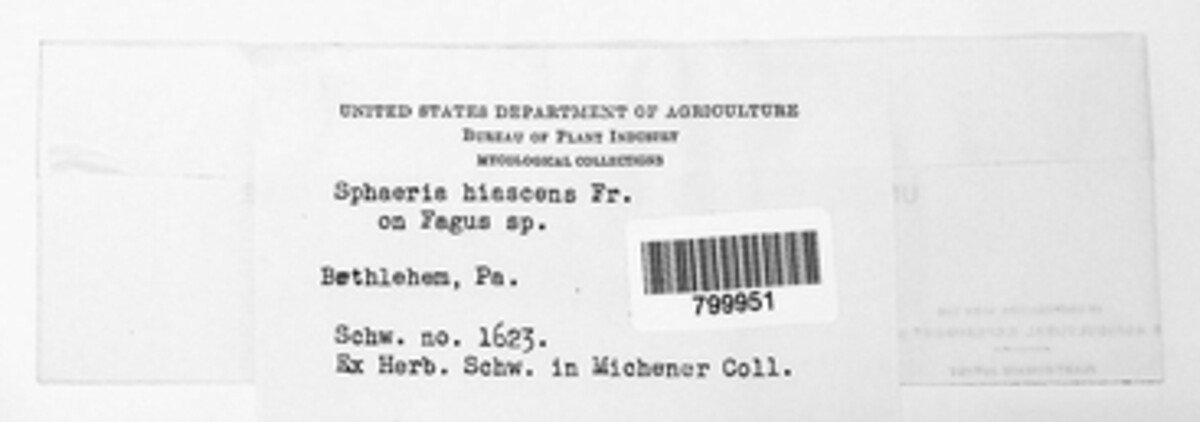 UNITED STATES DEPARTMENT OF AGRICULTURE
BUREAU OF PLANT INDUSTRY
MYCOLOGICAL COLLECTIONS
Sphaeria hiascens Fr.
on Fagus sp.
Bethlehem, Pa.
799951
Schw. no. 1623.
Ex Herb. Schw. in Michener Coll.